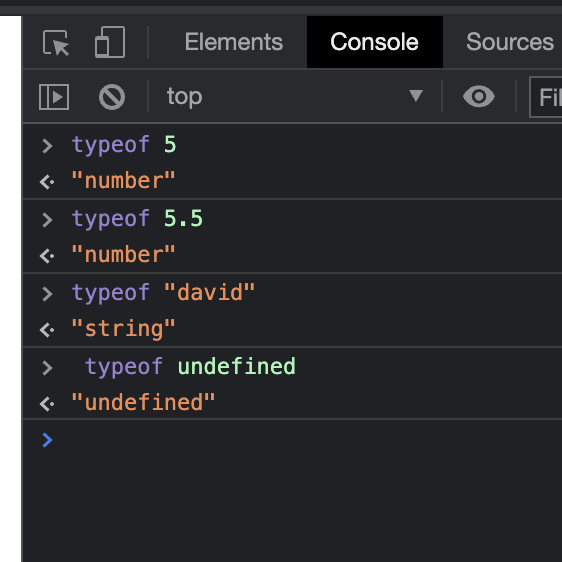 Elements Console Sources
top Fil
> typeof 5
<· "number"
> typeof 5.5
<· "number"
> typeof "david"
<· "string"
> typeof undefined
<· "undefined"
>